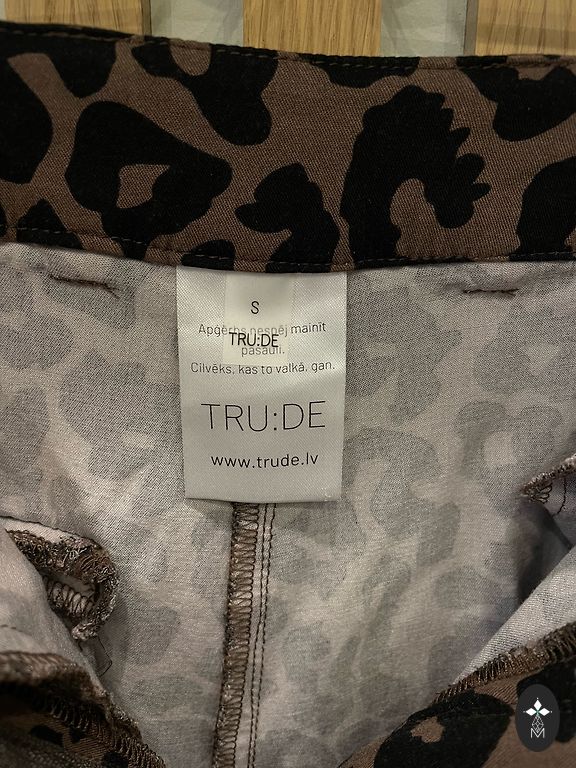 S
Apģērbs nespēj mainīt
TRU:DE
pasauli.
Cilvēks, kas to valkā, gan.
TRU:DE
www.trude.lv